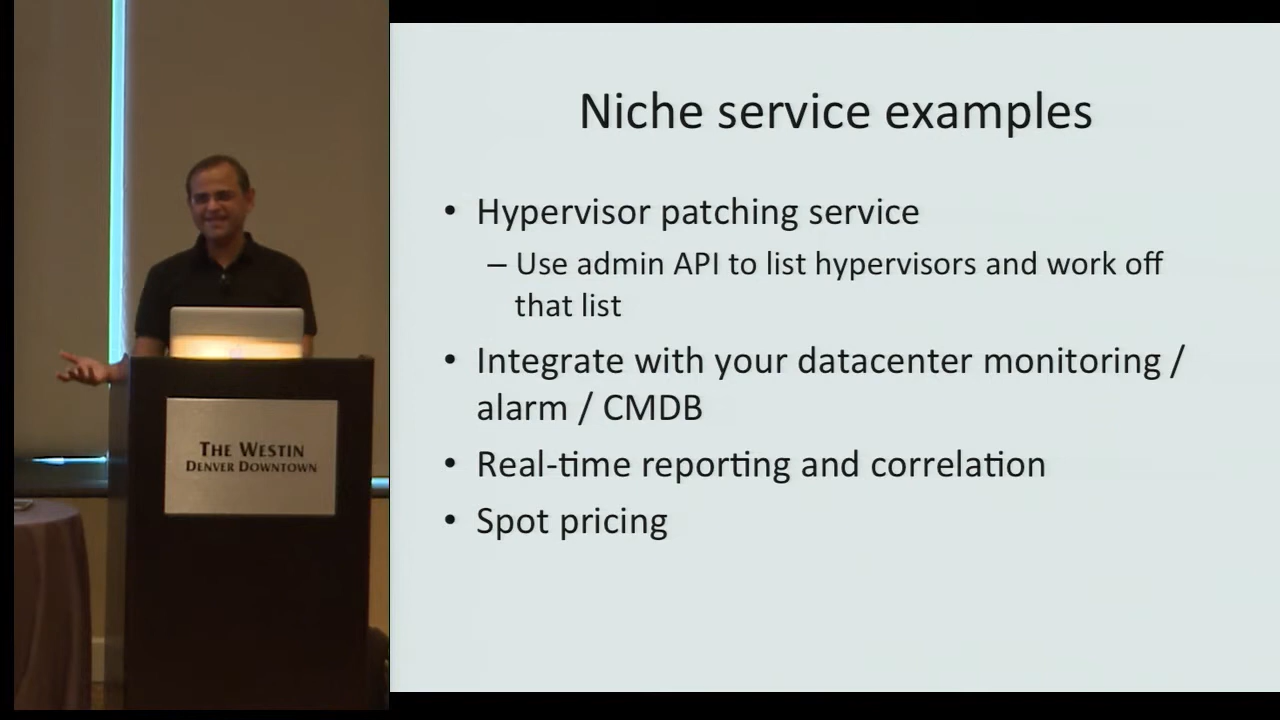 Niche service examples
• Hypervisor patching service
– Use admin API to list hypervisors and work off
that list
• Integrate with your datacenter monitoring /
alarm / CMDB
• Real-time reporting and correlation
• Spot pricing
THE WESTIN
DENVER DOWNTOWN